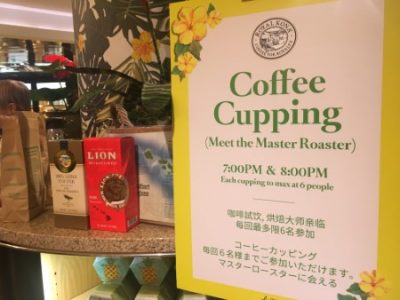 ROYAL KONA
Coffee
Cupping
(Meet the Master Roaster)
7:00PM & 8:00PM
Each cupping to max at 6 people
咖啡試饮, 烘焙大师亲临
每回最多限6名参加
コーヒーカッピング
毎回6名様までご参加いただけます。
マスターロースターに会える
LION